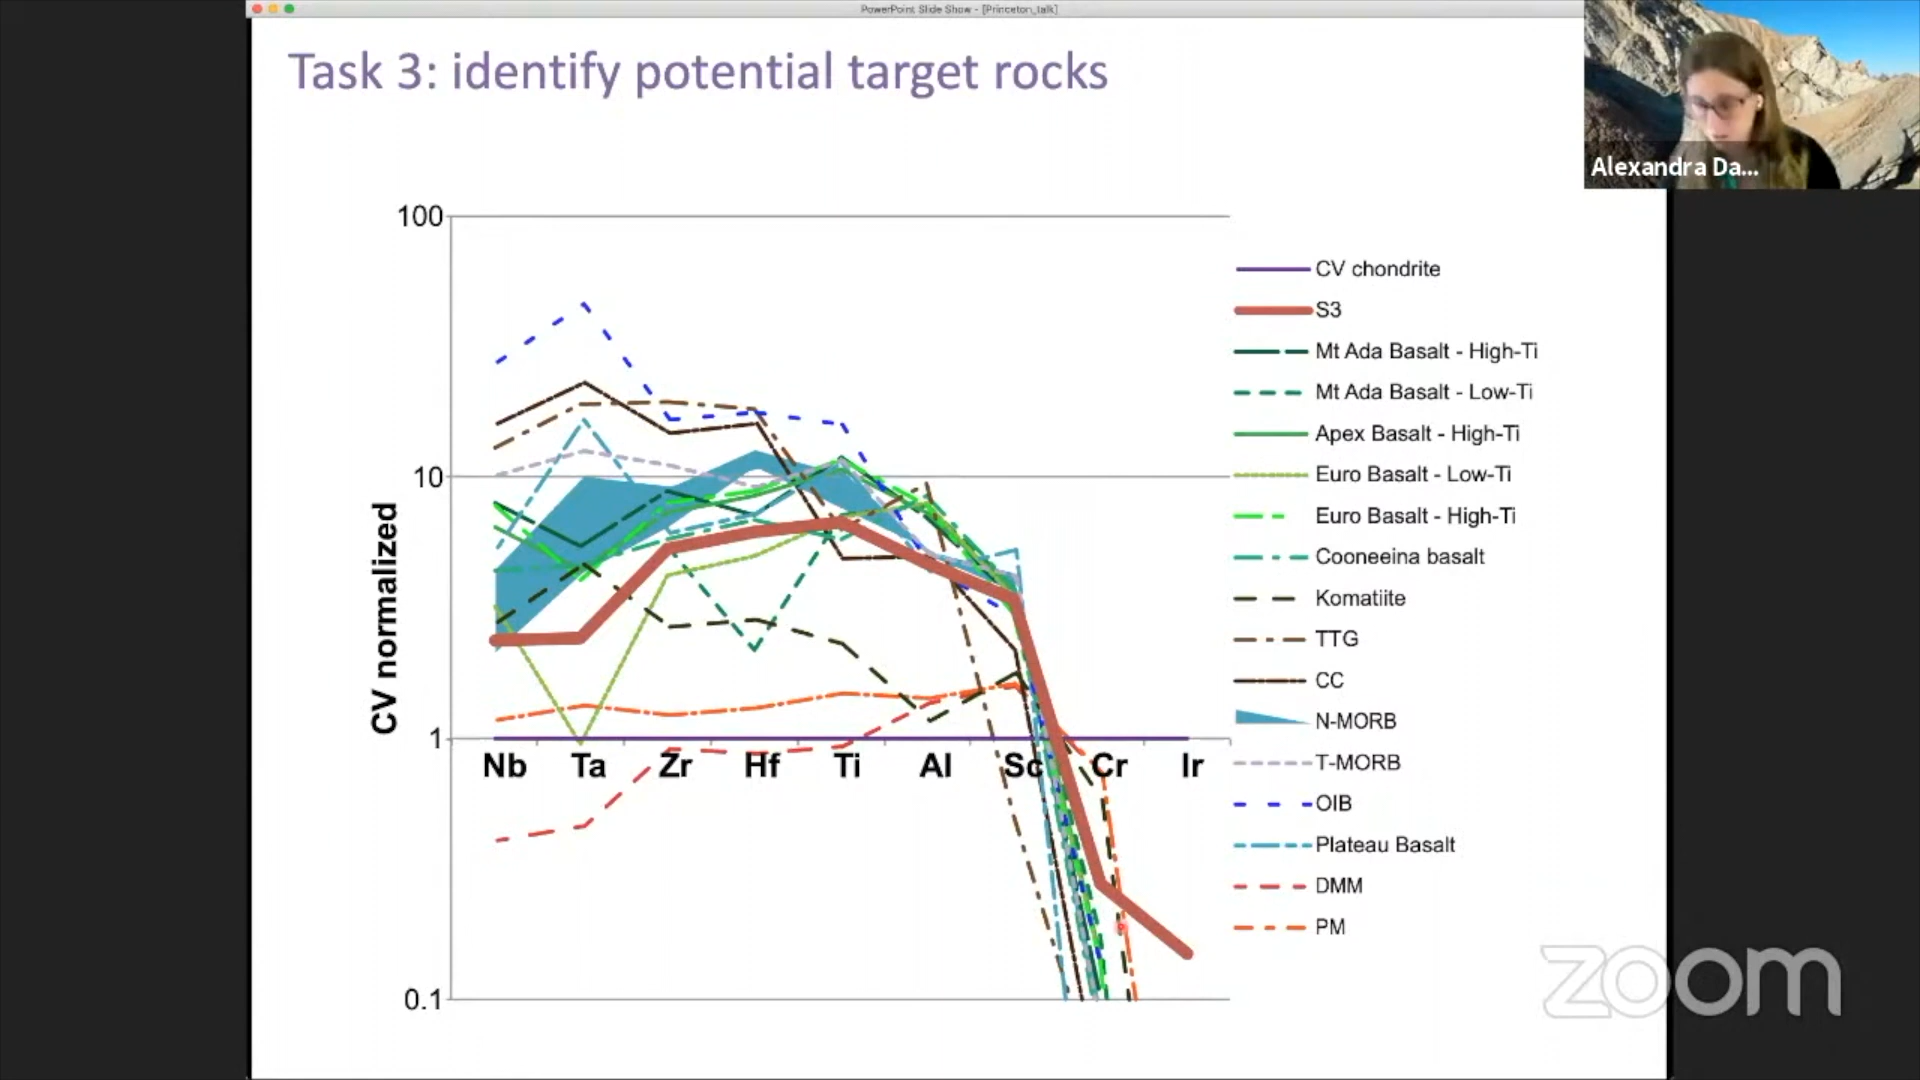 PowerPoint Slide Show - [Princeton_talk]
Task 3: identify potential target rocks
Alexandra Da...
100
10
1
0.1
CV normalized
Nb Ta Zr Hf Ti Al Sc Cr Ir
CV chondrite
S3
Mt Ada Basalt - High-Ti
Mt Ada Basalt - Low-Ti
Apex Basalt - High-Ti
Euro Basalt - Low-Ti
Euro Basalt - High-Ti
Cooneeina basalt
Komatiite
TTG
CC
N-MORB
T-MORB
OIB
Plateau Basalt
DMM
PM
zoom